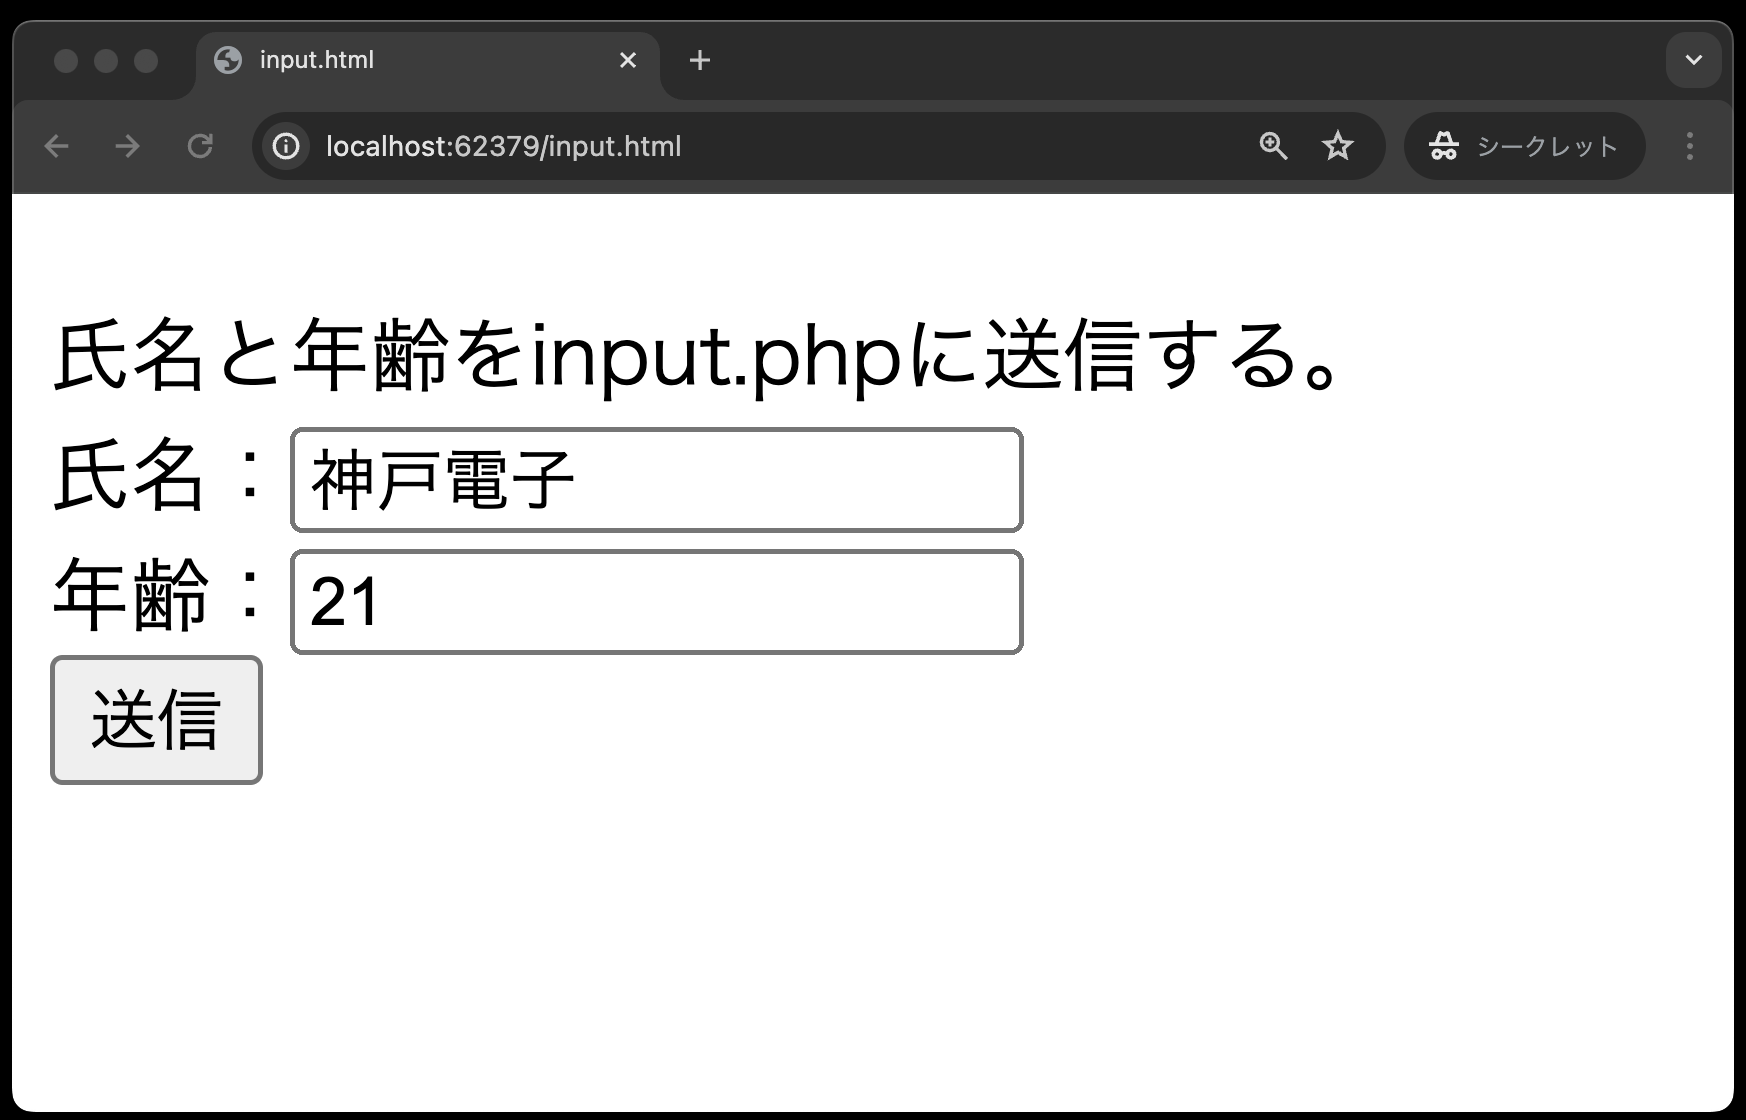 input.html
localhost:62379/input.html
シークレット
氏名と年齢をinput.phpに送信する。
氏名：神戸電子
年齢：21
送信